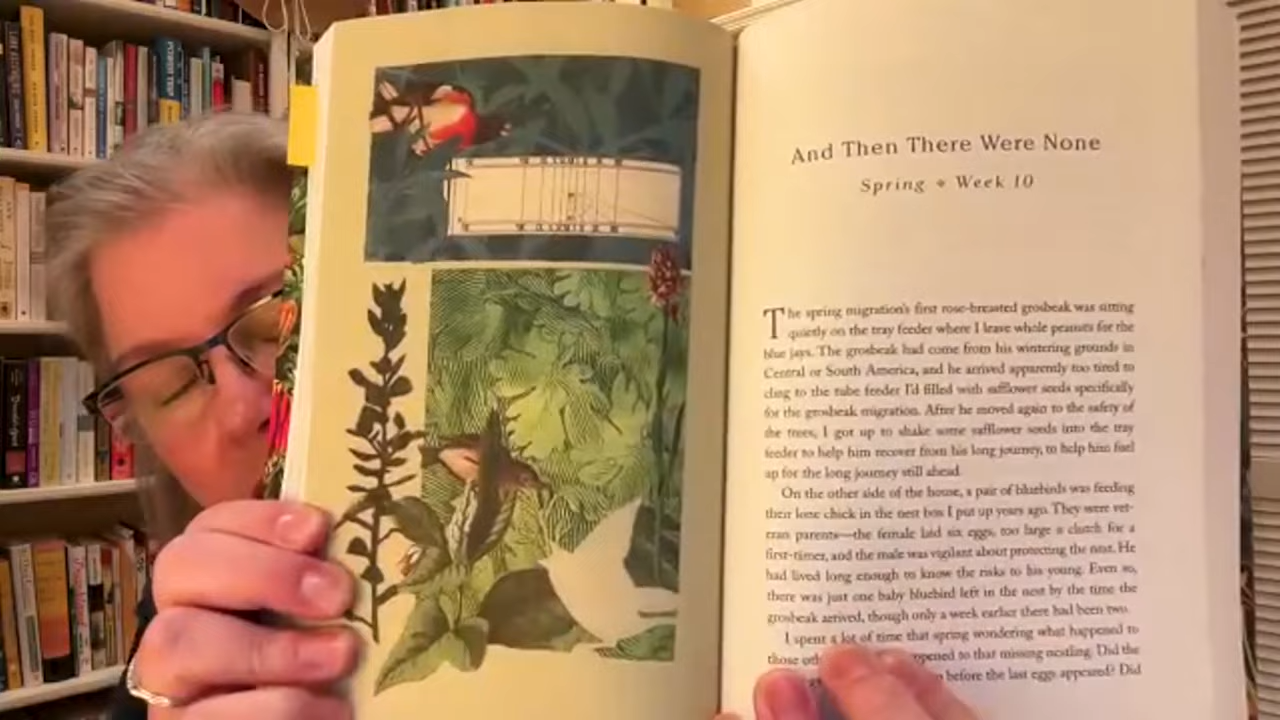 And Then There Were None
Spring ❖ Week 10
The spring migration's first rose-breasted grosbeak was sitting
quietly on the tray feeder where I leave whole peanuts for the
blue jays. The grosbeak had come from his wintering grounds in
Central or South America, and he arrived apparently too tired to
cling to the tube feeder I'd filled with safflower seeds specifically
for the grosbeak migration. After he moved again to the safety of
the trees, I got up to shake some safflower seeds into the tray
feeder to help him recover from his long journey, to help him fuel
up for the long journey still ahead.
On the other side of the house, a pair of bluebirds was feeding
their lone chick in the nest box I put up years ago. They were vet-
eran parents—the female laid six eggs, too large a clutch for a
first-timer, and the male was vigilant about protecting the nest. He
had lived long enough to know the risks to his young. Even so,
there was just one baby bluebird left in the nest by the time the
grosbeak arrived, though only a week earlier there had been two.
I spent a lot of time that spring wondering what happened to
those to that missing nestling. Did the
before the last eggs appeared? Did